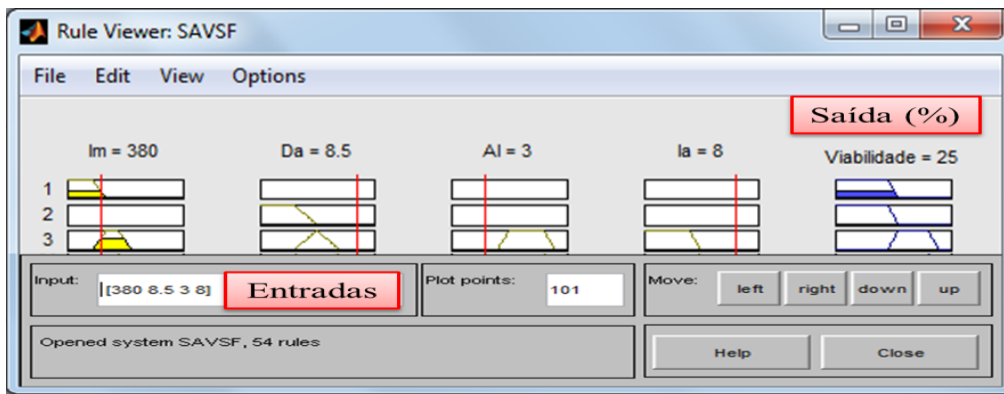 Rule Viewer: SAVSF
File Edit View Options
Saída (%)
Im = 380 Da = 8.5 Al = 3 Ia = 8 Viabilidade = 25
1
2
3
Input: [380 8.5 3 8] Entradas Plot points: 101 Move: left right down up
Opened system SAVSF, 54 rules Help Close